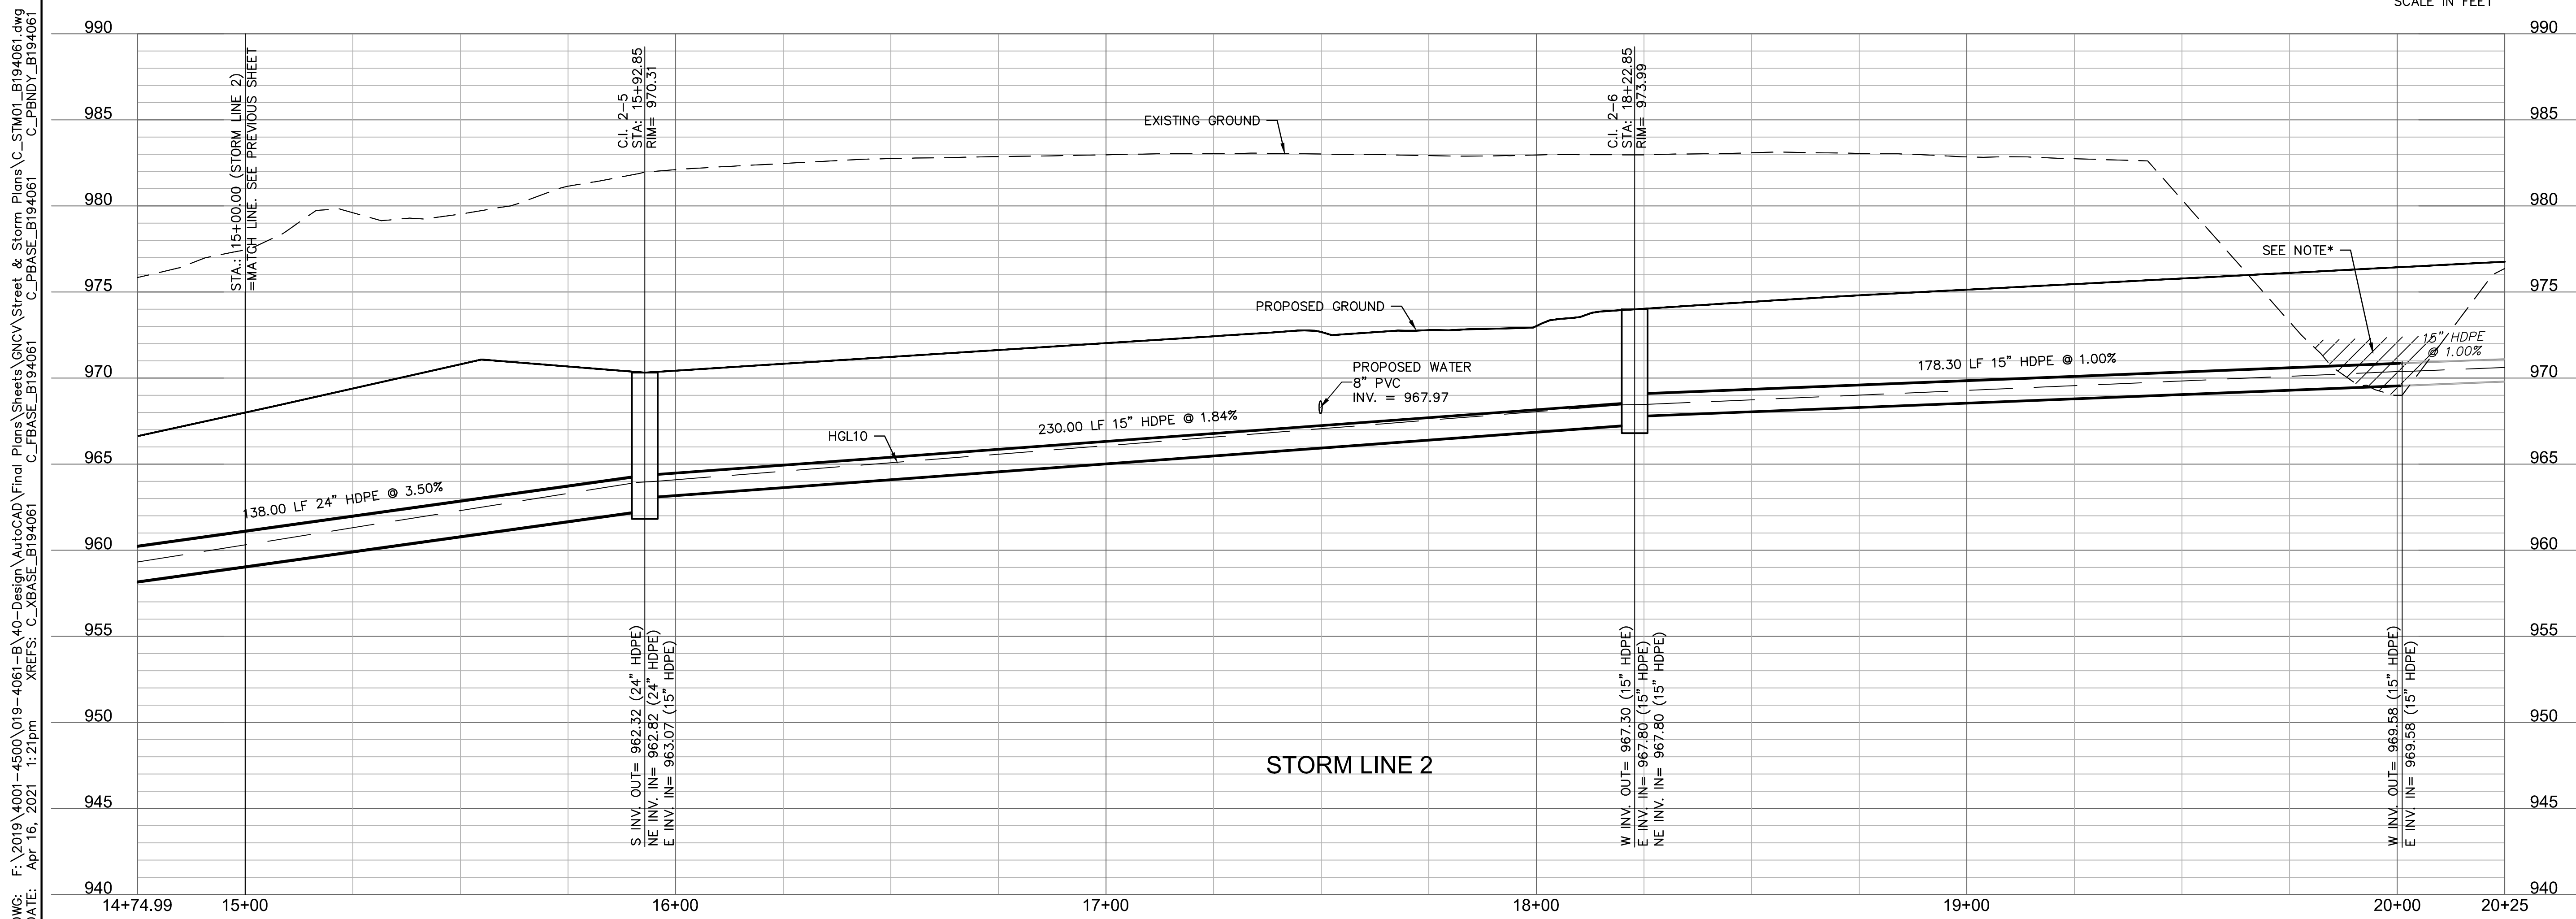 SCALE IN FEET
DWG: F:\2019\4001-4500\019-4061-B\40-Design\AutoCAD\Final Plans\Sheets\GNCV\Street & Storm Plans\C_STM01_B194061.dwg
DATE: Apr 16, 2021 1:21pm XREFS: C_XBASE_B194061 C_FBASE_B194061 C_PBASE_B194061 C_PBNDY_B194061
990
985
980
975
970
965
960
955
950
945
940
STA.: 15+00.00 (STORM LINE 2)
=MATCH LINE. SEE PREVIOUS SHEET
C.I. 2-5
STA: 15+92.85
RIM= 970.31
EXISTING GROUND
C.I. 2-6
STA: 18+22.85
RIM= 973.99
SEE NOTE*
PROPOSED GROUND
15" HDPE
@ 1.00%
PROPOSED WATER
8" PVC
INV. = 967.97
178.30 LF 15" HDPE @ 1.00%
230.00 LF 15" HDPE @ 1.84%
HGL10
138.00 LF 24" HDPE @ 3.50%
S INV. OUT= 962.32 (24" HDPE)
NE INV. IN= 962.82 (24" HDPE)
E INV. IN= 963.07 (15" HDPE)
W INV. OUT= 967.30 (15" HDPE)
E INV. IN= 967.80 (15" HDPE)
NE INV. IN= 967.80 (15" HDPE)
W INV. OUT= 969.58 (15" HDPE)
E INV. IN= 969.58 (15" HDPE)
STORM LINE 2
990
985
980
975
970
965
960
955
950
945
940
14+74.99 15+00 16+00 17+00 18+00 19+00 20+00 20+25